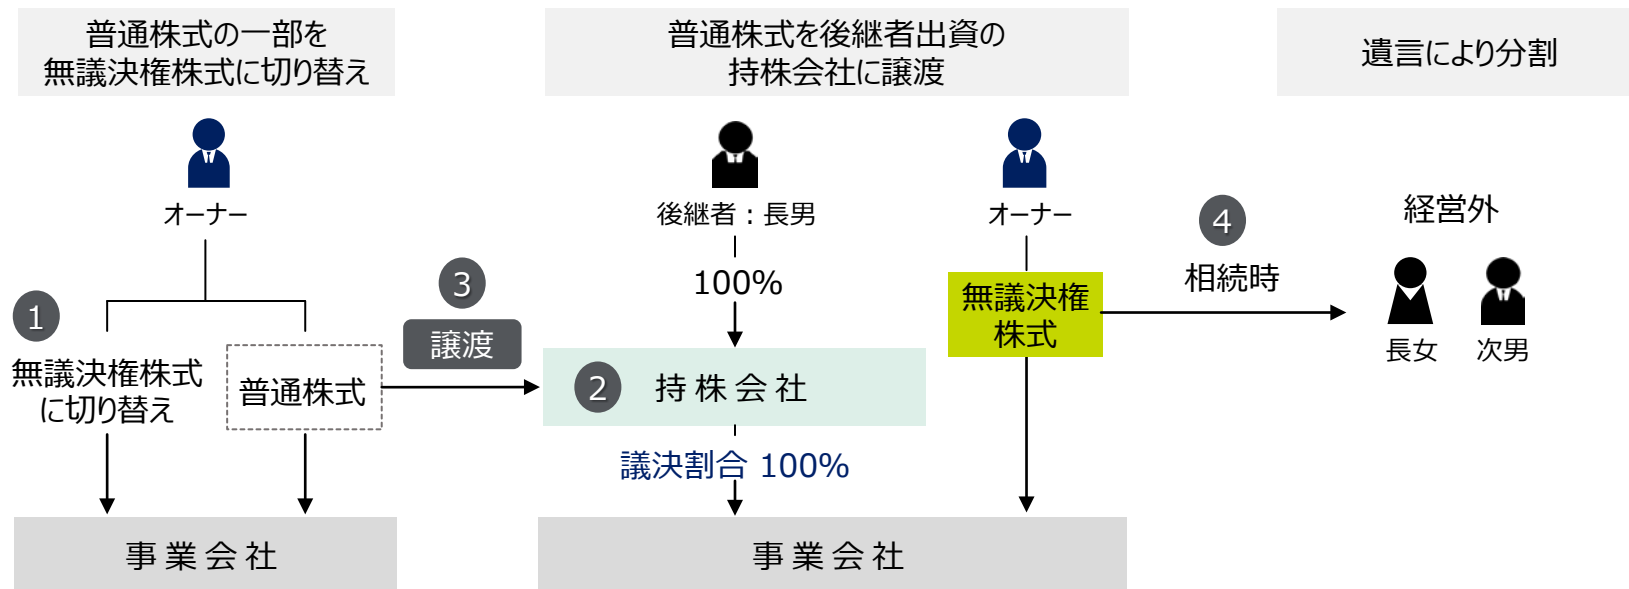 普通株式の一部を
無議決権株式に切り替え
普通株式を後継者出資の
持株会社に譲渡
遺言により分割
オーナー
1
無議決権株式
に切り替え
普通株式
3
譲渡
事業会社
後継者：長男
100%
2
持株会社
議決割合 100%
オーナー
無議決権
株式
事業会社
4
相続時
経営外
長女
次男